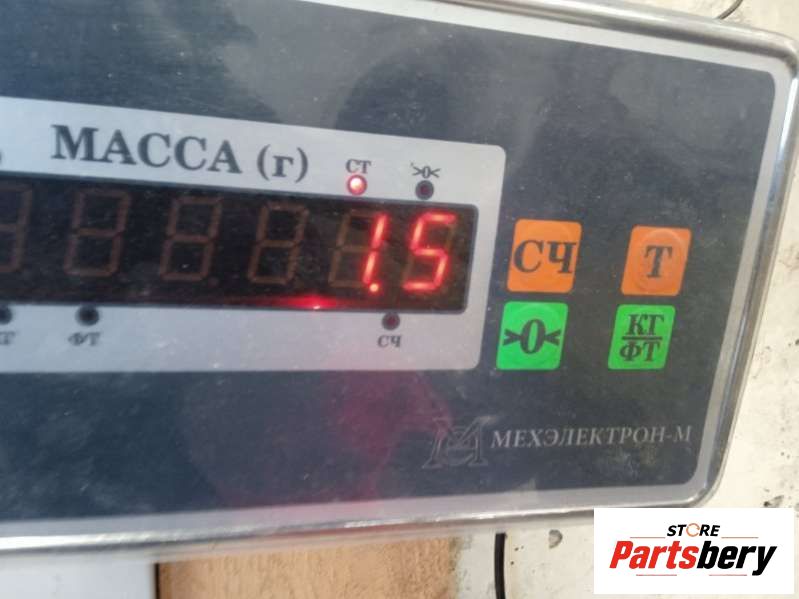 МАССА (г)
СТ
>0<
1.5
СЧ
Т
>0<
КГ
ФТ
ФТ
СЧ
МЕХЭЛЕКТРОН-М
STORE
Partsbery